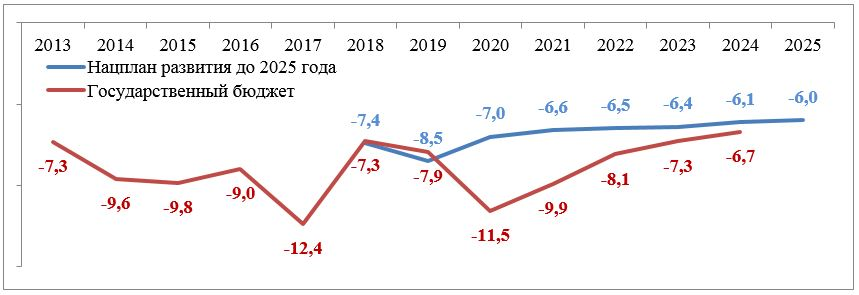 2013 2014 2015 2016 2017 2018 2019 2020 2021 2022 2023 2024 2025
Нацплан развития до 2025 года
Государственный бюджет
-7,4 -8,5 -7,0 -6,6 -6,5 -6,4 -6,1 -6,0
-7,3 -9,6 -9,8 -9,0 -12,4 -7,3 -7,9 -11,5 -9,9 -8,1 -7,3 -6,7